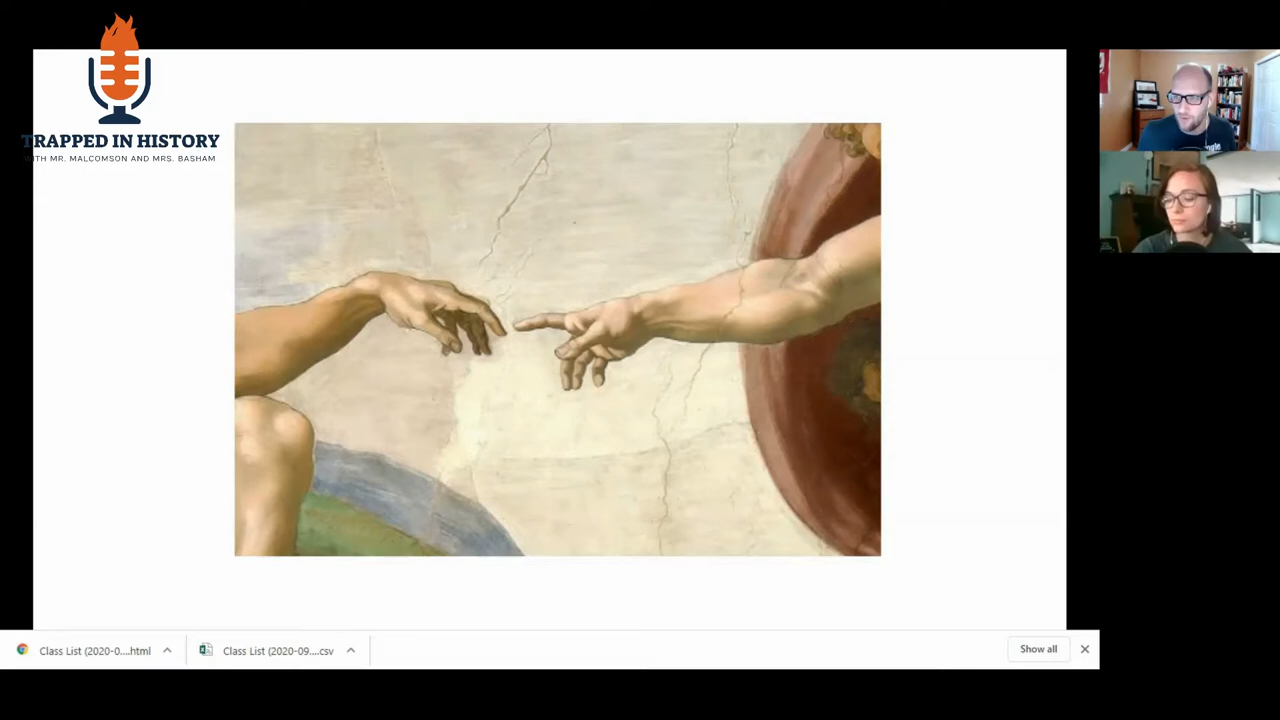 TRAPPED IN HISTORY
WITH MR. MALCOMSON AND MRS. BASHAM
Class List (2020-0....html
Class List (2020-09....csv
Show all